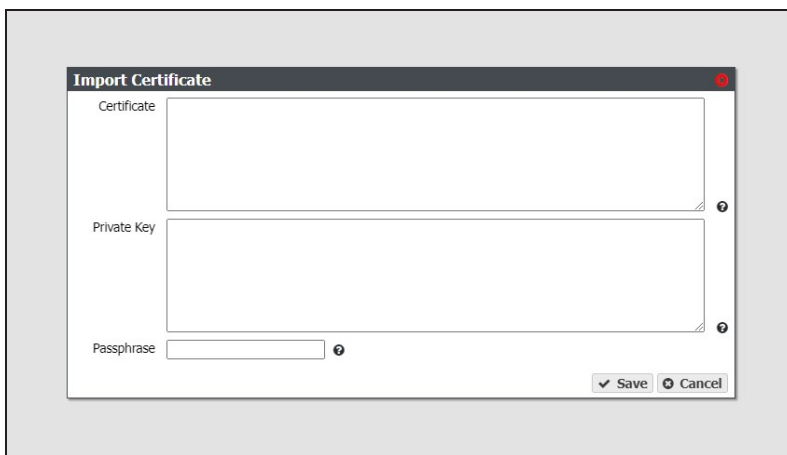 Import Certificate
Certificate
Private Key
Passphrase
Save Cancel